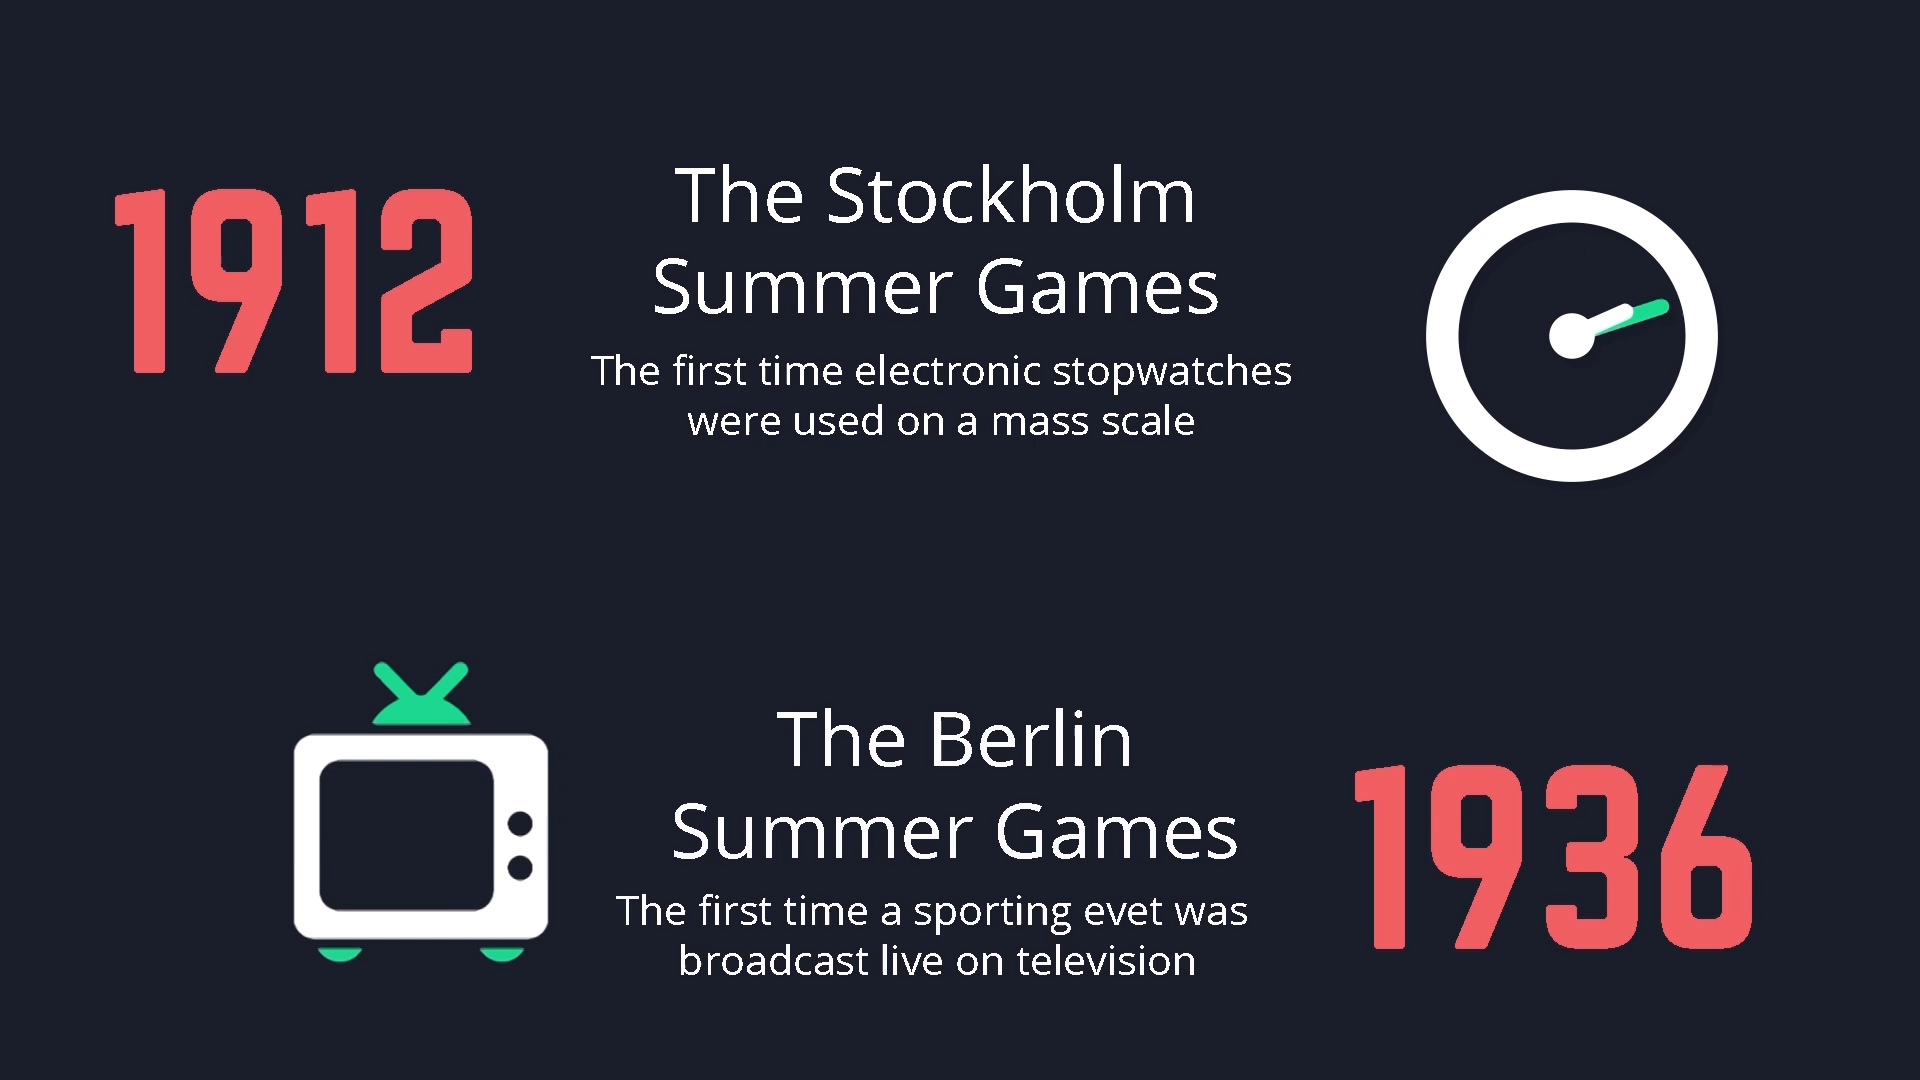 1912
The Stockholm
Summer Games
The first time electronic stopwatches
were used on a mass scale
The Berlin
Summer Games
The first time a sporting evet was
broadcast live on television
1936